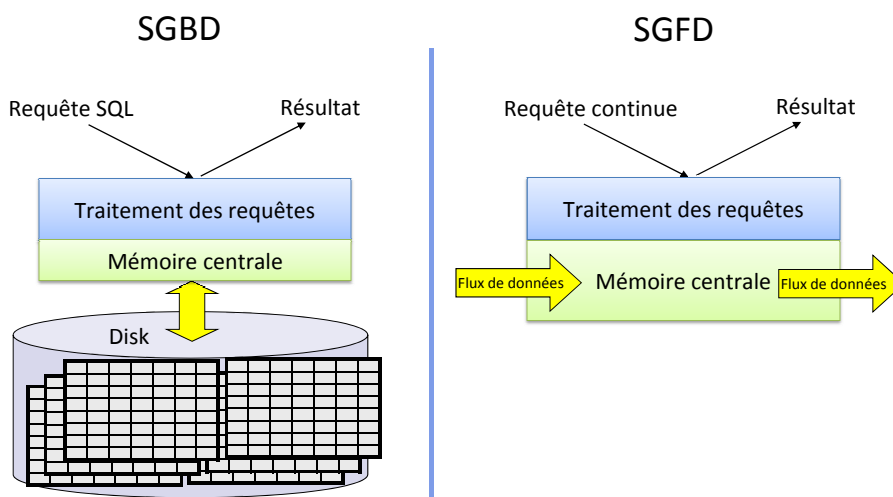 SGBD
Requête SQL
Résultat
Traitement des requêtes
Mémoire centrale
Disk
SGFD
Requête continue
Résultat
Traitement des requêtes
Flux de données
Mémoire centrale
Flux de données